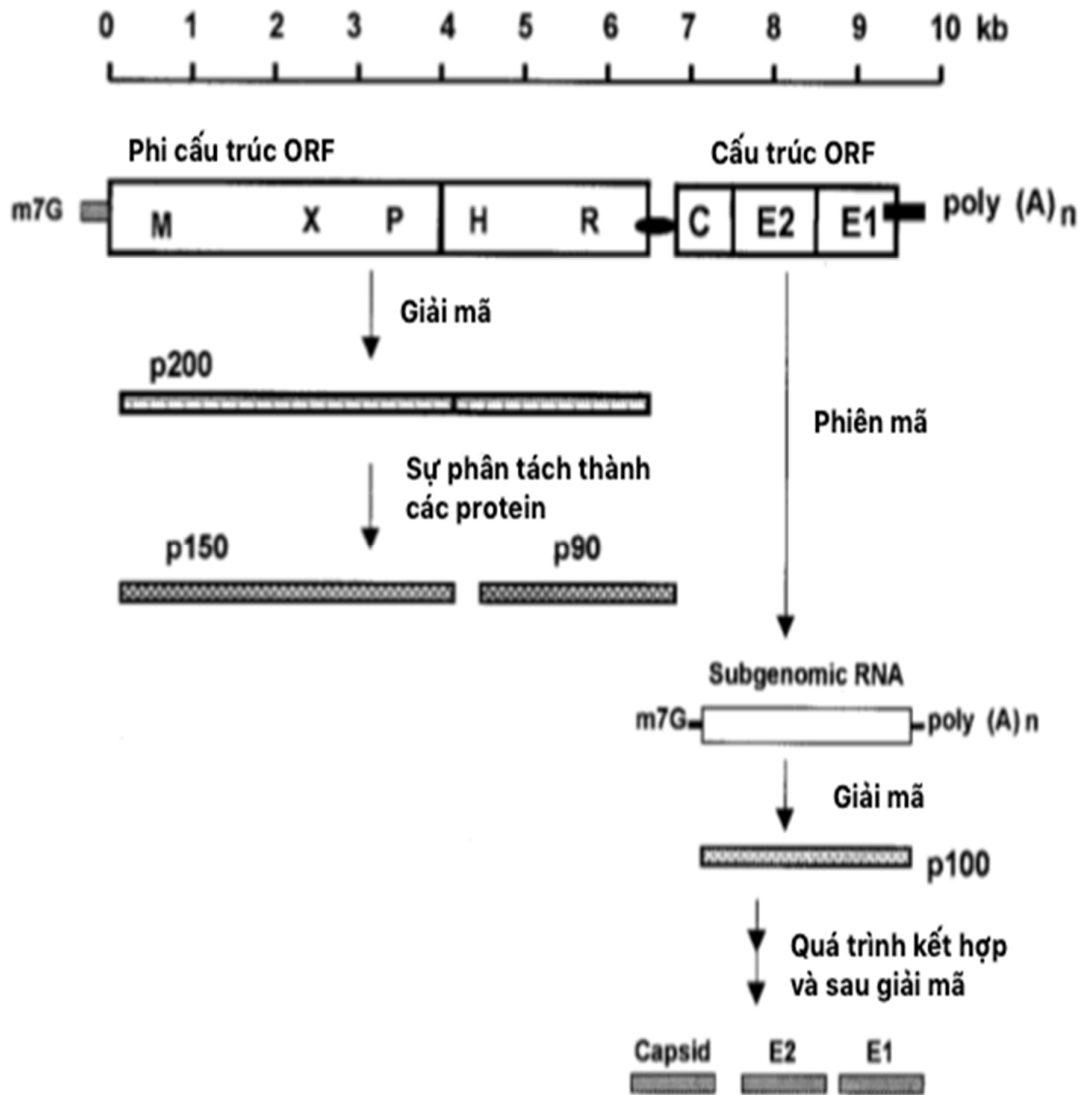 0 1 2 3 4 5 6 7 8 9 10 kb
Phi cấu trúc ORF
Cấu trúc ORF
m7G
M X P H R C E2 E1
poly (A)n
Giải mã
p200
Phiên mã
Sự phân tách thành
các protein
p150
p90
Subgenomic RNA
m7G
poly (A) n
Giải mã
p100
Quá trình kết hợp
và sau giải mã
Capsid E2 E1